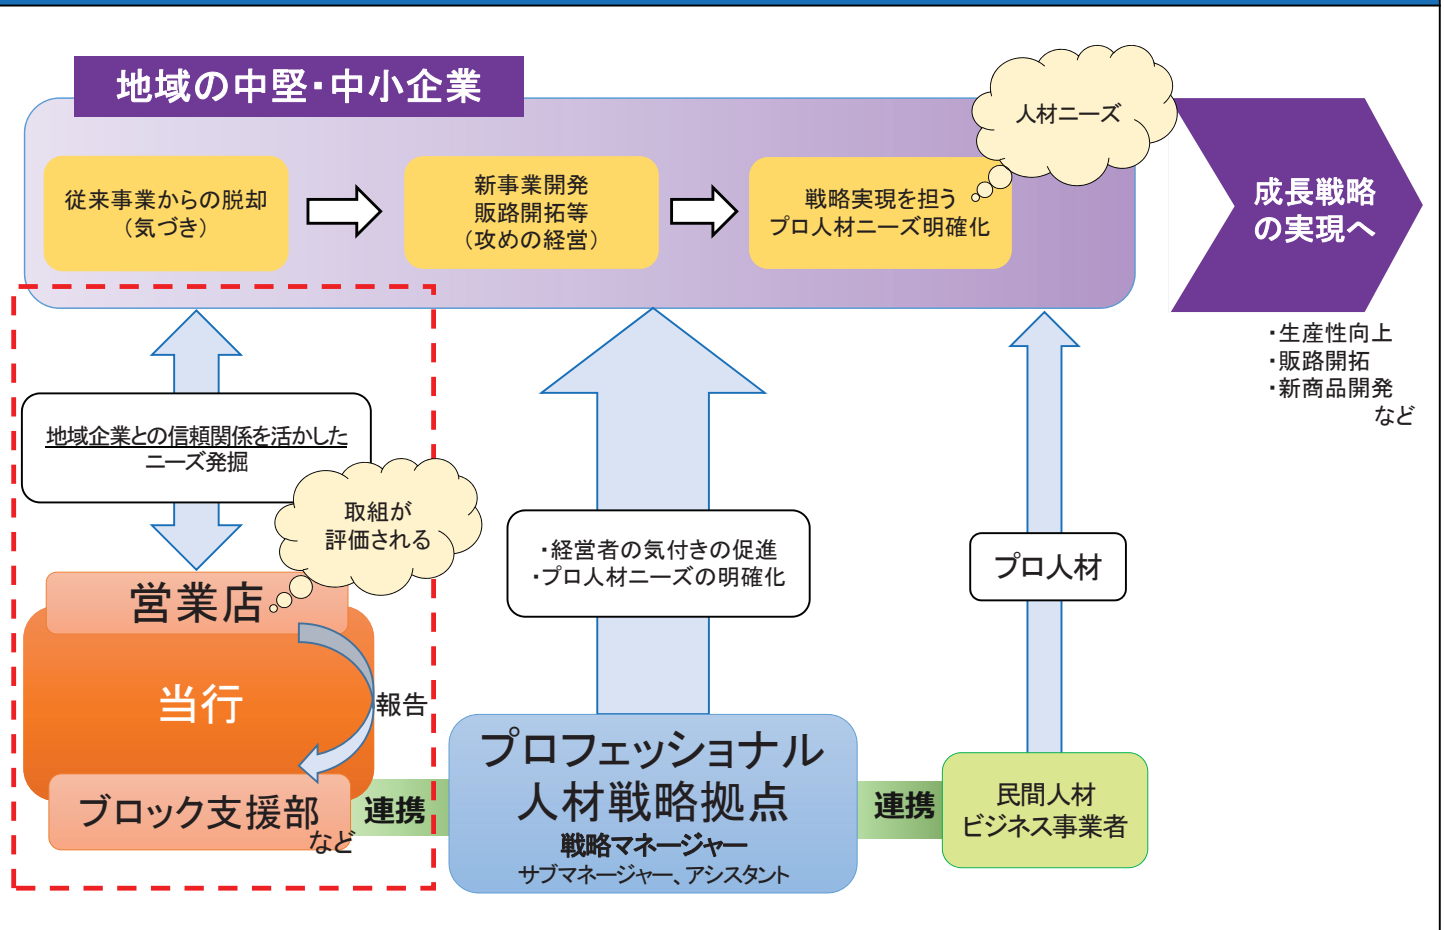 地域の中堅・中小企業
人材ニーズ
従来事業からの脱却
（気づき）
新事業開発
販路開拓等
（攻めの経営）
戦略実現を担う
プロ人材ニーズ明確化
成長戦略
の実現へ
・生産性向上
・販路開拓
・新商品開発
など
地域企業との信頼関係を活かした
ニーズ発掘
取組が
評価される
・経営者の気付きの促進
・プロ人材ニーズの明確化
プロ人材
営業店
当行
報告
ブロック支援部
など
連携
プロフェッショナル
人材戦略拠点
戦略マネージャー
サブマネージャー、アシスタント
連携
民間人材
ビジネス事業者